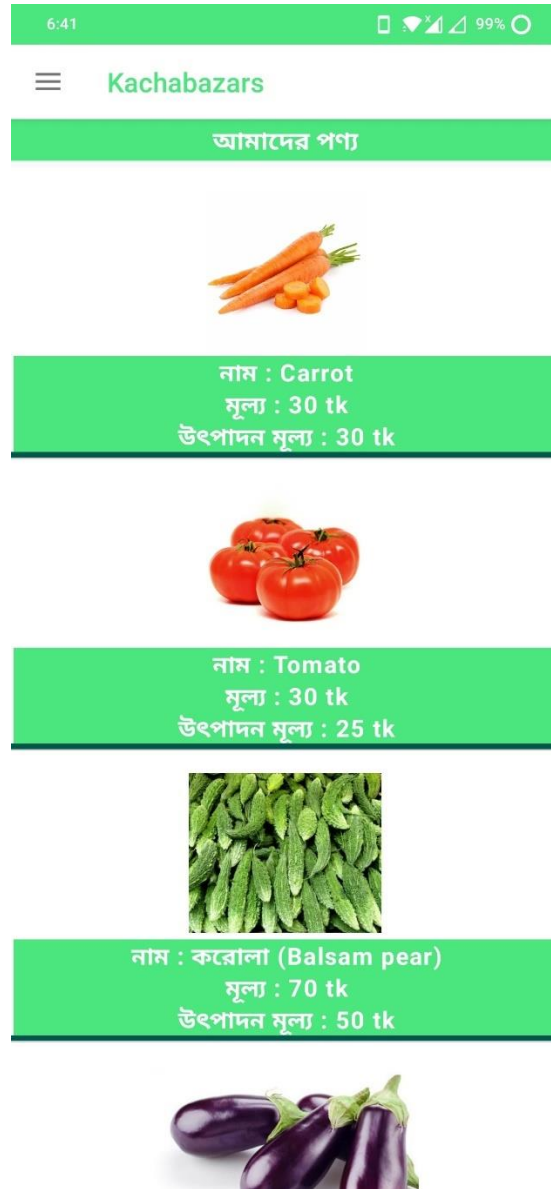 6:41
99%
Kachabazars
আমাদের পণ্য
নাম : Carrot
মূল্য : 30 tk
উৎপাদন মূল্য : 30 tk
নাম : Tomato
মূল্য : 30 tk
উৎপাদন মূল্য : 25 tk
নাম : করোলা (Balsam pear)
মূল্য : 70 tk
উৎপাদন মূল্য : 50 tk